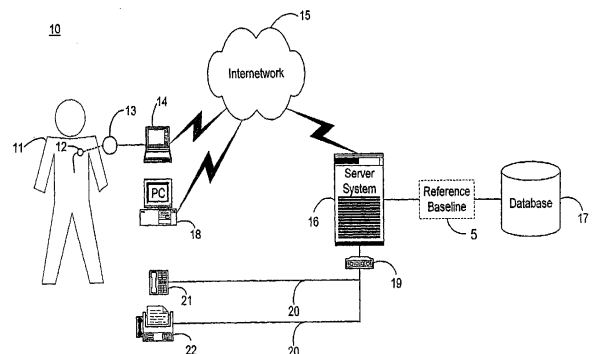 10
15
Internetwork
13
14
11
12
PC
18
Server
System
16
Reference
Baseline
5
Database
17
19
21
20
22
20